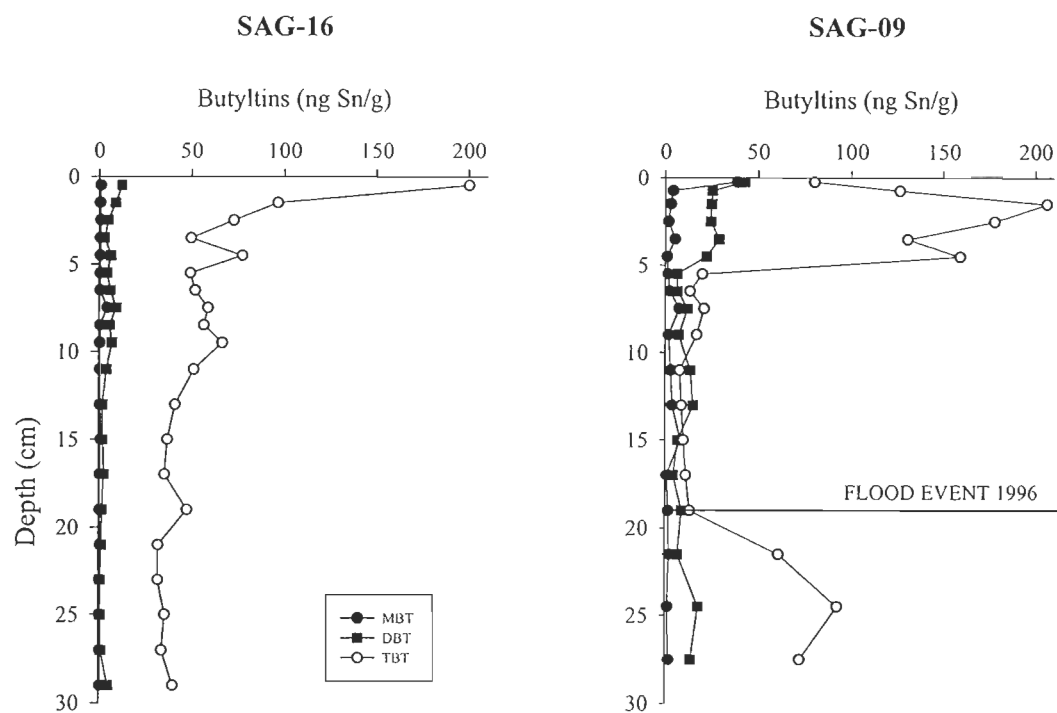 SAG-16
Butyltins (ng Sn/g)
0 50 100 150 200
0
5
10
15
20
25
30
Depth (cm)
MBT
DBT
TBT
SAG-09
Butyltins (ng Sn/g)
0 50 100 150 200
0
5
10
15
20
25
30
FLOOD EVENT 1996